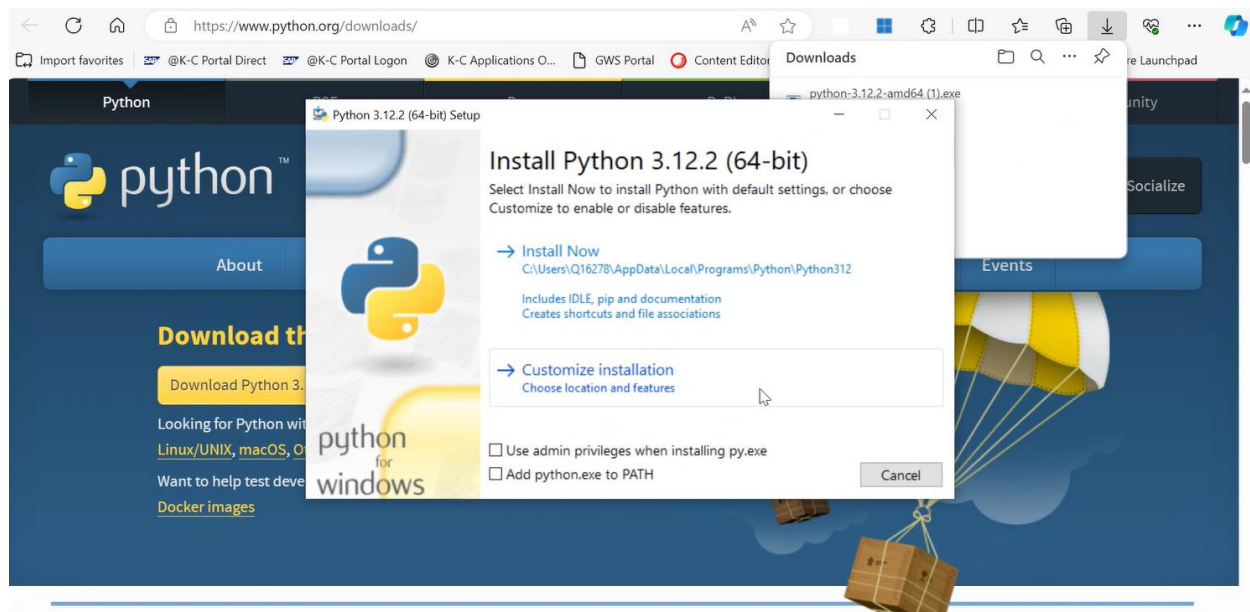 https://www.python.org/downloads/
Import favorites @K-C Portal Direct @K-C Portal Logon K-C Applications O... GWS Portal Content Editor re Launchpad
Downloads
python-3.12.2-amd64 (1).exe
Python unity
Python 3.12.2 (64-bit) Setup
python™
Socialize
Install Python 3.12.2 (64-bit)
Select Install Now to install Python with default settings, or choose
Customize to enable or disable features.
Install Now
C:\Users\Q16278\AppData\Local\Programs\Python\Python312
Includes IDLE, pip and documentation
Creates shortcuts and file associations
About Events
Download th
Download Python 3.
Customize installation
Choose location and features
Looking for Python wit
Linux/UNIX, macOS, O
Want to help test deve
Docker images
python
for
windows
Use admin privileges when installing py.exe
Add python.exe to PATH
Cancel